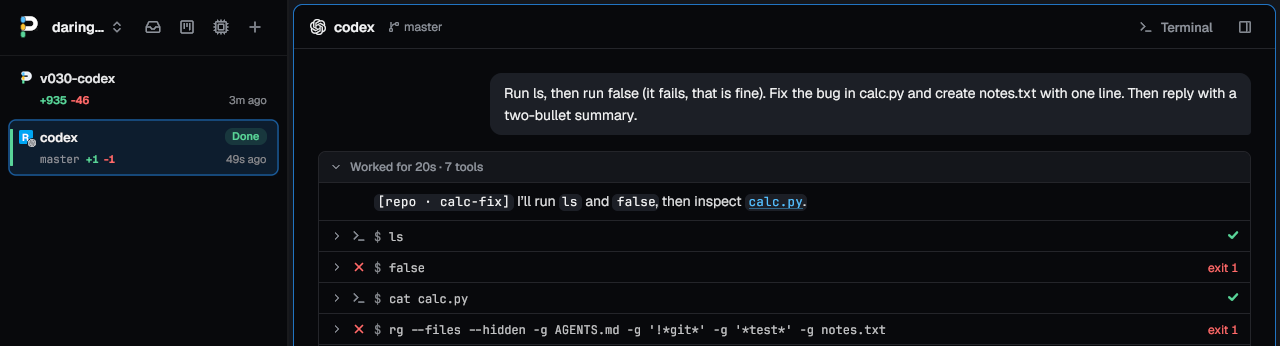 daring...
v030-codex
+935 -46 3m ago
codex Done
master +1 -1 49s ago
codex master Terminal
Run ls, then run false (it fails, that is fine). Fix the bug in calc.py and create notes.txt with one line. Then reply with a
two-bullet summary.
Worked for 20s · 7 tools
[repo · calc-fix] I'll run ls and false, then inspect calc.py.
$ ls
$ false exit 1
$ cat calc.py
$ rg --files --hidden -g AGENTS.md -g '!*git*' -g '*test*' -g notes.txt exit 1